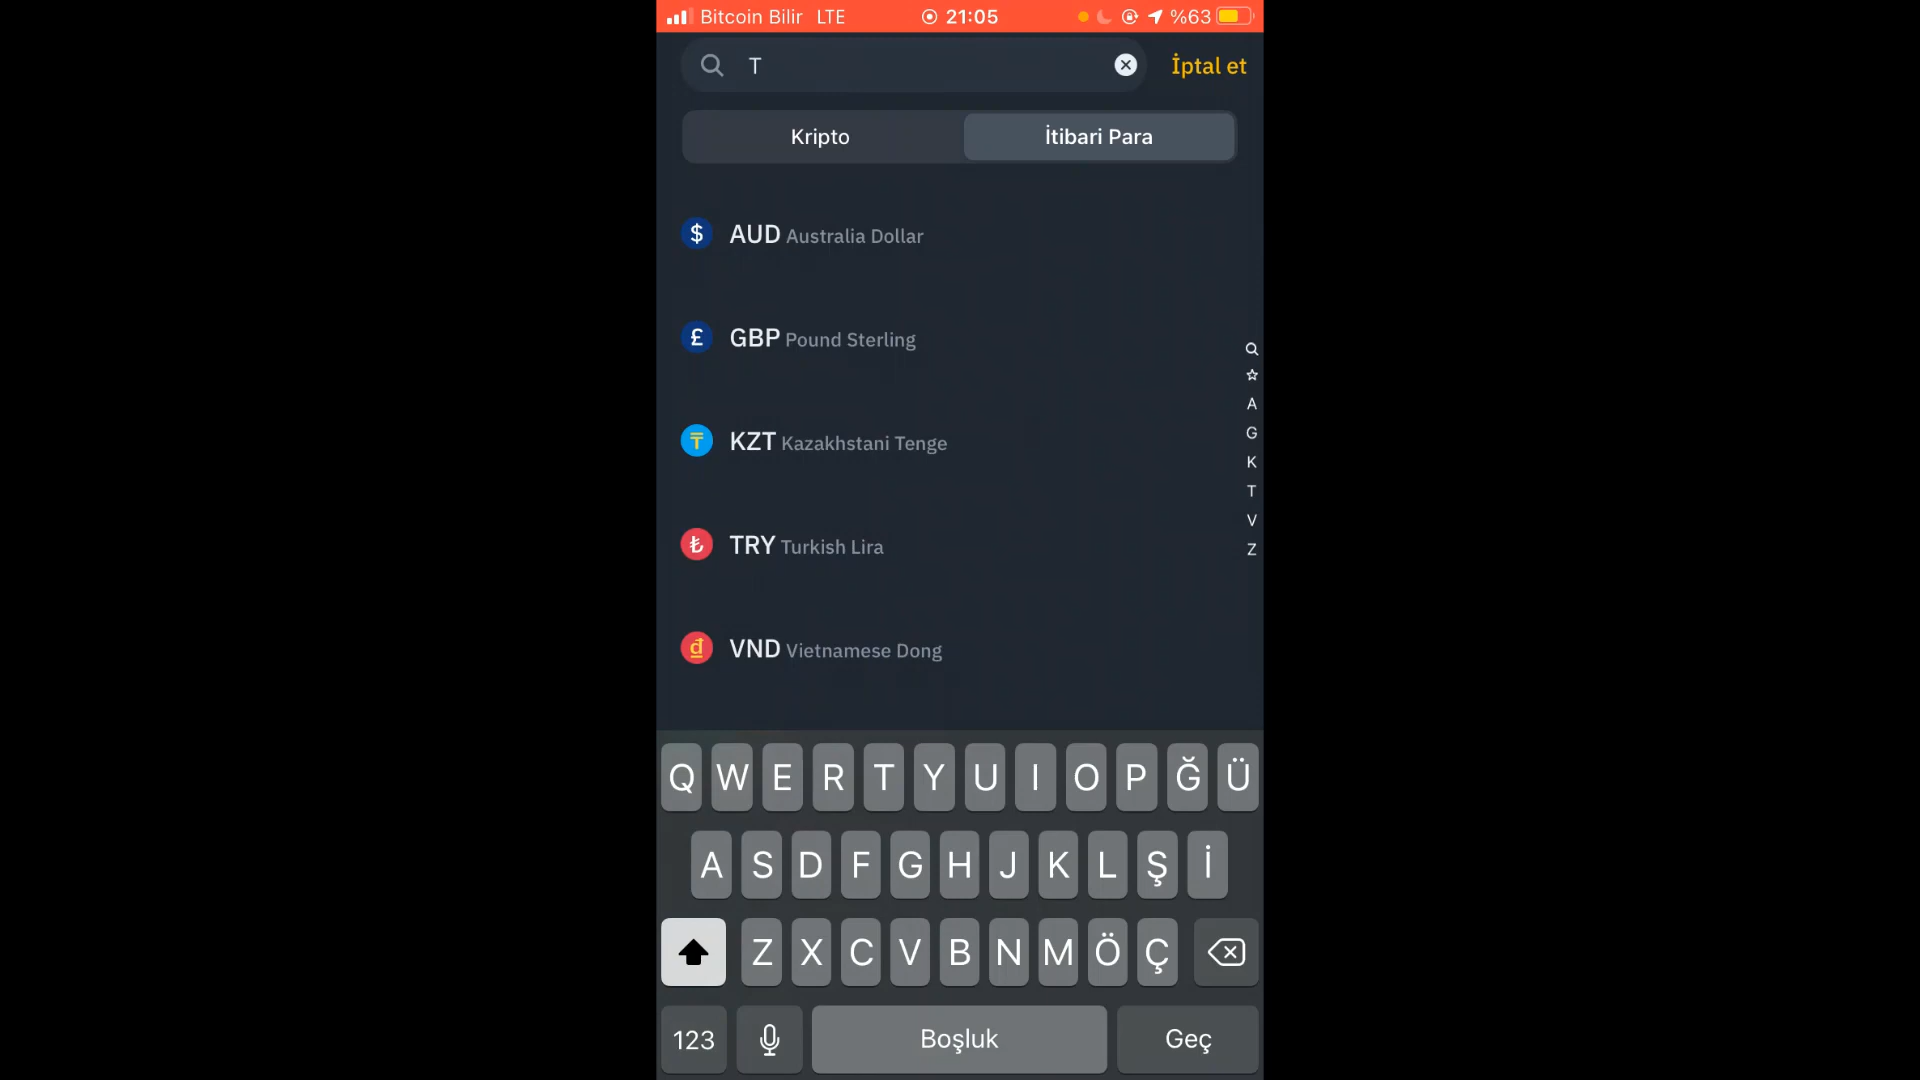 Bitcoin Bilir LTE 21:05 %63
T İptal et
Kripto İtibari Para
$ AUD Australia Dollar
£ GBP Pound Sterling
₸ KZT Kazakhstani Tenge
₺ TRY Turkish Lira
₫ VND Vietnamese Dong
A
G
K
T
V
Z
Q W E R T Y U I O P Ğ Ü
A S D F G H J K L Ş İ
Z X C V B N M Ö Ç
123 Boşluk Geç